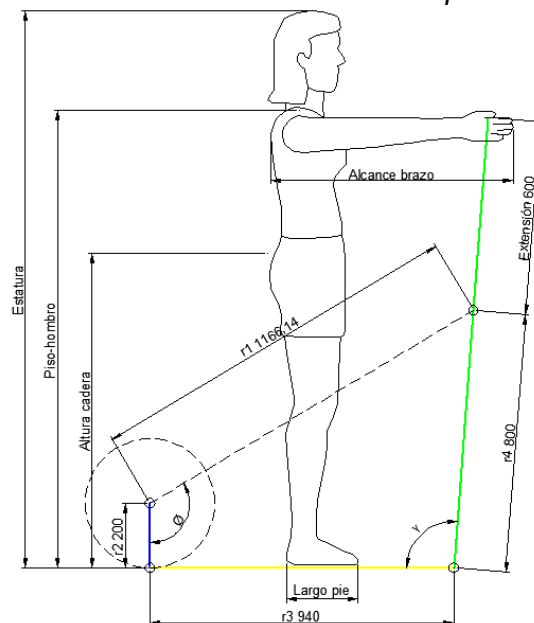 Estatura
Piso-hombro
Altura cadera
Alcance brazo
Extensión 600
r1 1166,14
r4 800
r2 200
Ø
γ
Largo pie
r3 940